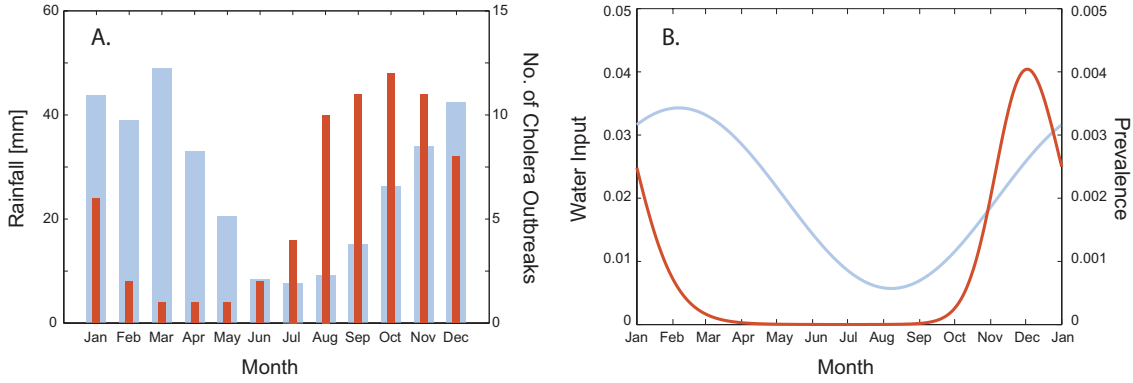 A.
Rainfall [mm]
60
40
20
0
15
10
5
0
No. of Cholera Outbreaks
Jan Feb Mar Apr May Jun Jul Aug Sep Oct Nov Dec
Month
B.
Water Input
0.05
0.04
0.03
0.02
0.01
0
0.005
0.004
0.003
0.002
0.001
0
Prevalence
Jan Feb Mar Apr May Jun Jul Aug Sep Oct Nov Dec Jan
Month